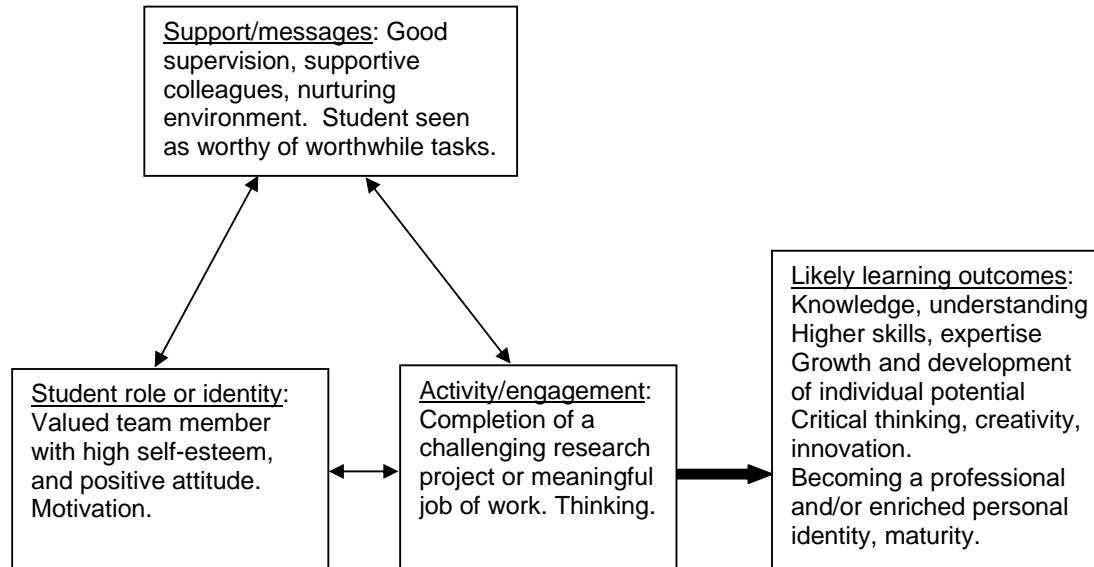 Support/messages: Good
supervision, supportive
colleagues, nurturing
environment.  Student seen
as worthy of worthwhile tasks.
Student role or identity:
Valued team member
with high self-esteem,
and positive attitude.
Motivation.
Activity/engagement:
Completion of a
challenging research
project or meaningful
job of work. Thinking.
Likely learning outcomes:
Knowledge, understanding
Higher skills, expertise
Growth and development
of individual potential
Critical thinking, creativity,
innovation.
Becoming a professional
and/or enriched personal
identity, maturity.